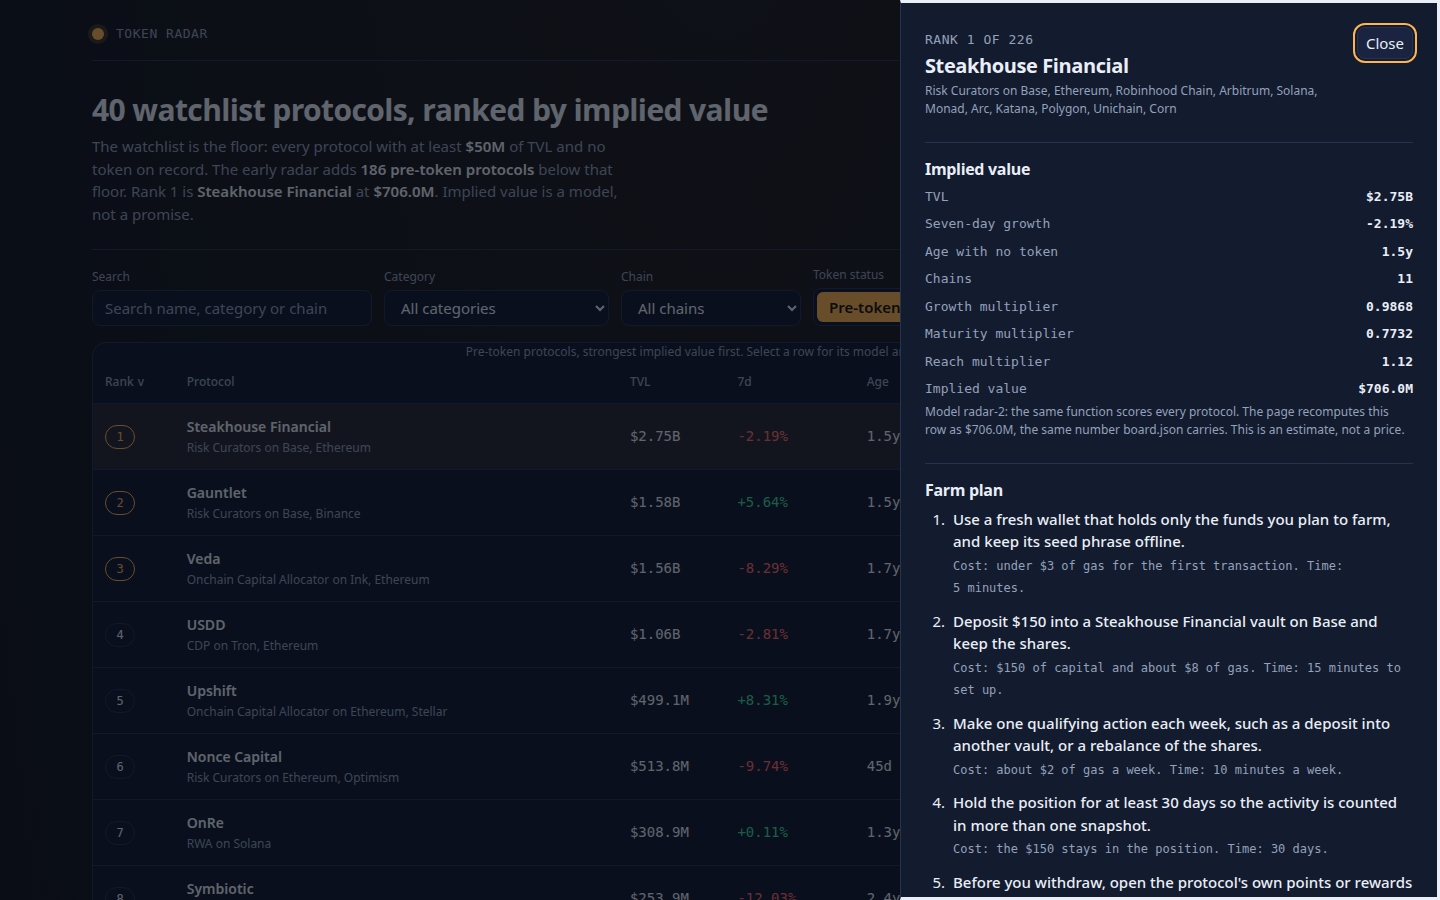 TOKEN RADAR
40 watchlist protocols, ranked by implied value
The watchlist is the floor: every protocol with at least $50M of TVL and no
token on record. The early radar adds 186 pre-token protocols below that
floor. Rank 1 is Steakhouse Financial at $706.0M. Implied value is a model,
not a promise.
Search
Category
Chain
Token status
Search name, category or chain
All categories
All chains
Pre-token
Pre-token protocols, strongest implied value first. Select a row for its model a
Rank v Protocol TVL 7d Age
1 Steakhouse Financial $2.75B -2.19% 1.5y
Risk Curators on Base, Ethereum
2 Gauntlet $1.58B +5.64% 1.5y
Risk Curators on Base, Binance
3 Veda $1.56B -8.29% 1.7y
Onchain Capital Allocator on Ink, Ethereum
4 USDD $1.06B -2.81% 1.7y
CDP on Tron, Ethereum
5 Upshift $499.1M +8.31% 1.9y
Onchain Capital Allocator on Ethereum, Stellar
6 Nonce Capital $513.8M -9.74% 45d
Risk Curators on Ethereum, Optimism
7 OnRe $308.9M +0.11% 1.3y
RWA on Solana
8 Symbiotic $253.9M -12.03% 2.4y
RANK 1 OF 226
Close
Steakhouse Financial
Risk Curators on Base, Ethereum, Robinhood Chain, Arbitrum, Solana,
Monad, Arc, Katana, Polygon, Unichain, Corn
Implied value
TVL $2.75B
Seven-day growth -2.19%
Age with no token 1.5y
Chains 11
Growth multiplier 0.9868
Maturity multiplier 0.7732
Reach multiplier 1.12
Implied value $706.0M
Model radar-2: the same function scores every protocol. The page recomputes this
row as $706.0M, the same number board.json carries. This is an estimate, not a price.
Farm plan
1. Use a fresh wallet that holds only the funds you plan to farm,
and keep its seed phrase offline.
Cost: under $3 of gas for the first transaction. Time:
5 minutes.
2. Deposit $150 into a Steakhouse Financial vault on Base and
keep the shares.
Cost: $150 of capital and about $8 of gas. Time: 15 minutes to
set up.
3. Make one qualifying action each week, such as a deposit into
another vault, or a rebalance of the shares.
Cost: about $2 of gas a week. Time: 10 minutes a week.
4. Hold the position for at least 30 days so the activity is counted
in more than one snapshot.
Cost: the $150 stays in the position. Time: 30 days.
5. Before you withdraw, open the protocol's own points or rewards